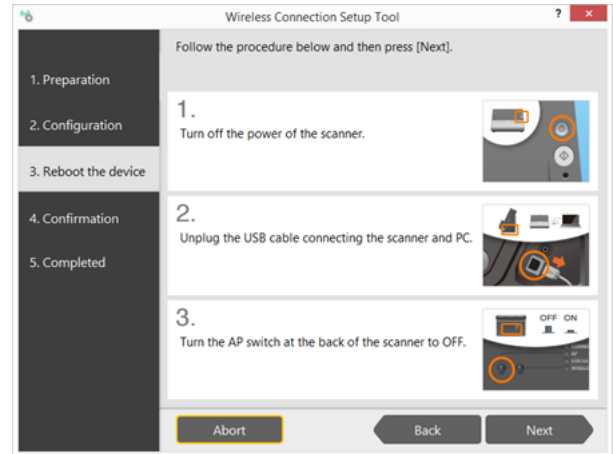 Wireless Connection Setup Tool
?
×
Follow the procedure below and then press [Next].
1. Preparation
2. Configuration
3. Reboot the device
4. Confirmation
5. Completed
1.
Turn off the power of the scanner.
2.
Unplug the USB cable connecting the scanner and PC.
3.
Turn the AP switch at the back of the scanner to OFF.
OFF ON
Abort
Back
Next